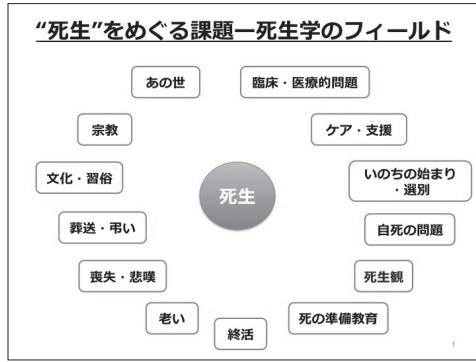 “死生”をめぐる課題ー死生学のフィールド
あの世
臨床・医療的問題
宗教
ケア・支援
文化・習俗
いのちの始まり
・選別
死生
葬送・弔い
自死の問題
喪失・悲嘆
死生観
老い
死の準備教育
終活
1